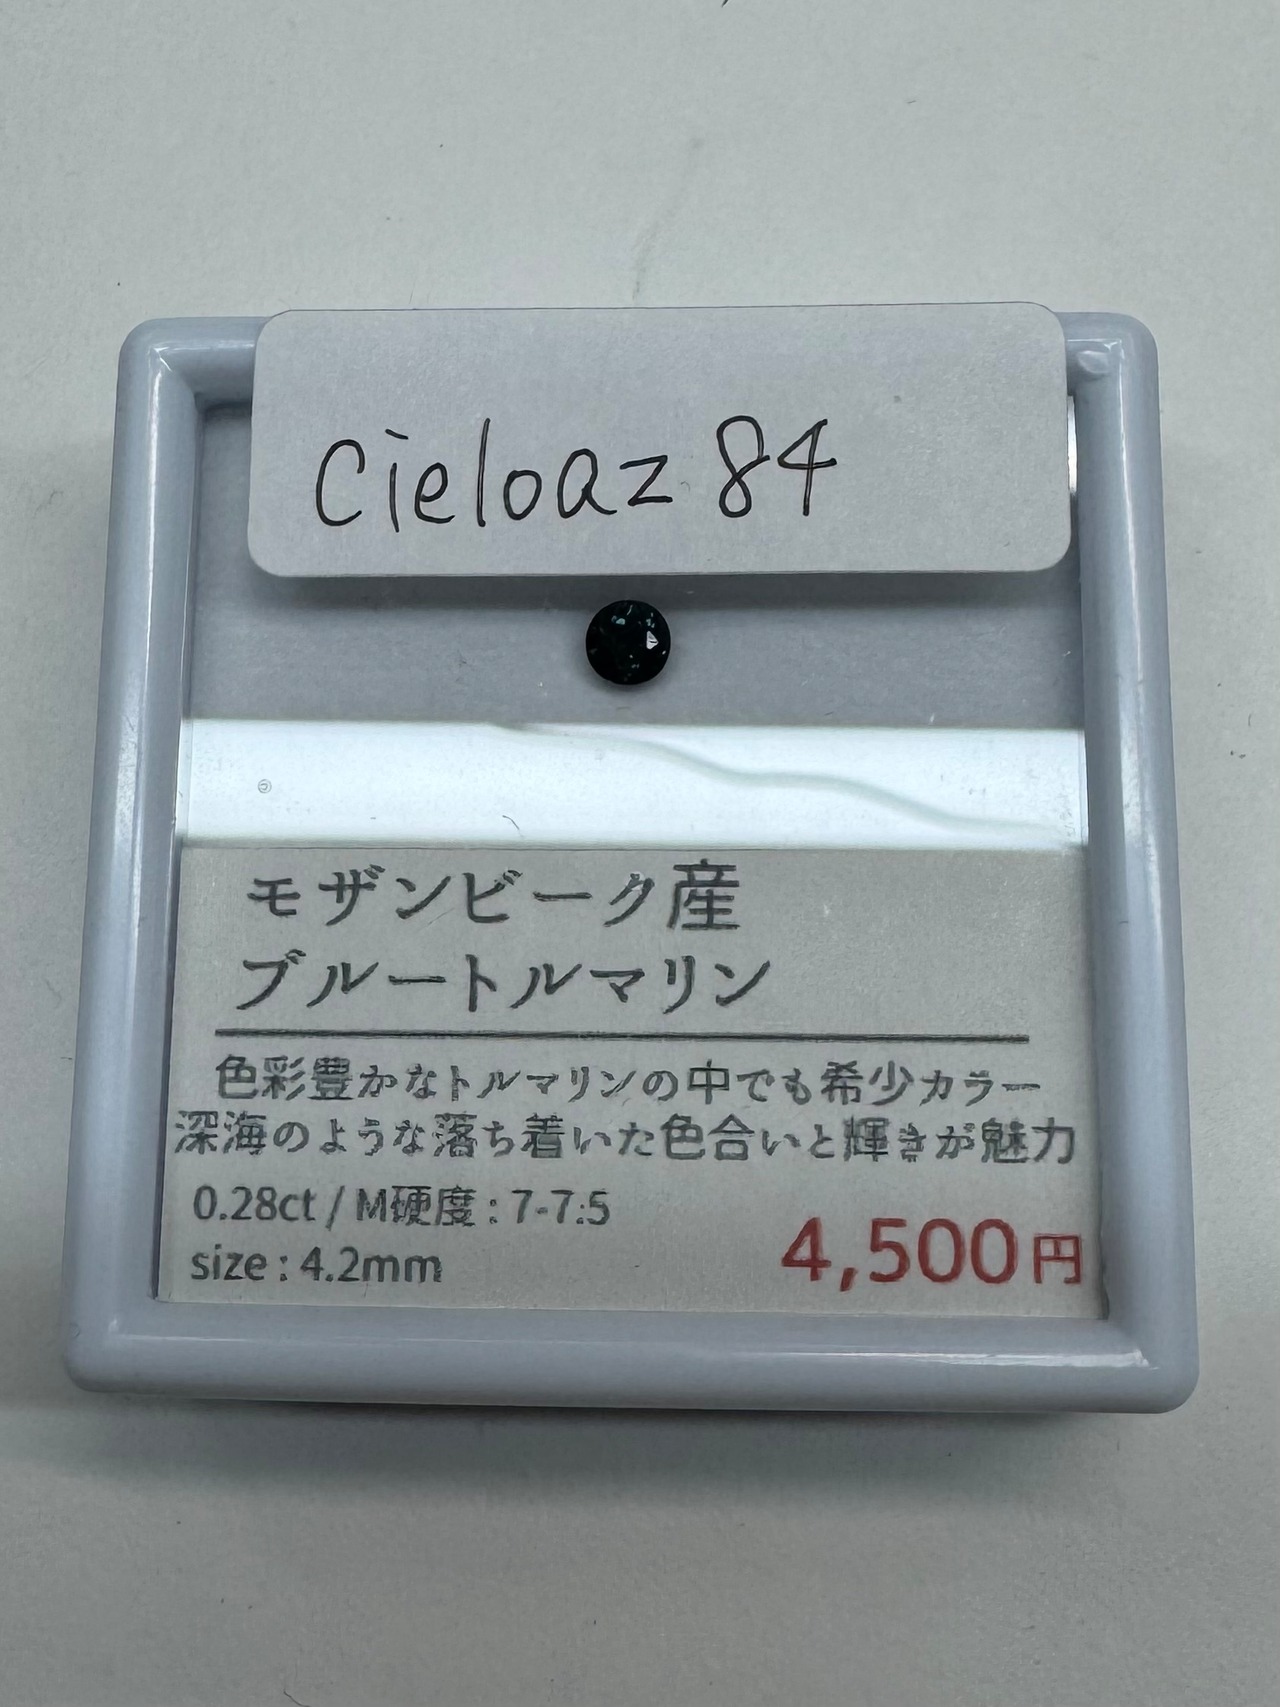 Cieloaz84
モザンビーク産
ブルートルマリン
色彩豊かなトルマリンの中でも希少カラー
深海のような落ち着いた色合いと輝きが魅力
0.28ct / M硬度 : 7-7.5
size : 4.2mm
4,500円